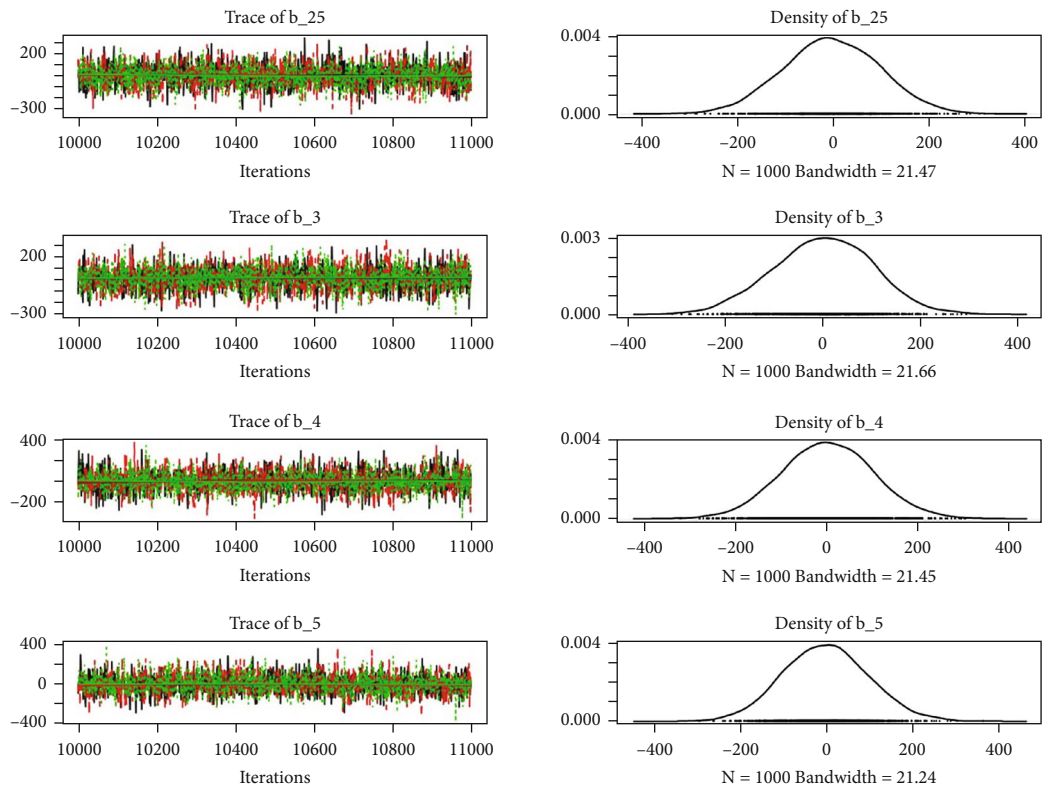 Trace of b_25
200
−300
10000 10200 10400 10600 10800 11000
Iterations
Density of b_25
0.004
0.000
−400 −200 0 200 400
N = 1000 Bandwidth = 21.47
Trace of b_3
200
−300
10000 10200 10400 10600 10800 11000
Iterations
Density of b_3
0.003
0.000
−400 −200 0 200 400
N = 1000 Bandwidth = 21.66
Trace of b_4
400
−200
10000 10200 10400 10600 10800 11000
Iterations
Density of b_4
0.004
0.000
−400 −200 0 200 400
N = 1000 Bandwidth = 21.45
Trace of b_5
400
0
−400
10000 10200 10400 10600 10800 11000
Iterations
Density of b_5
0.004
0.000
−400 −200 0 200 400
N = 1000 Bandwidth = 21.24